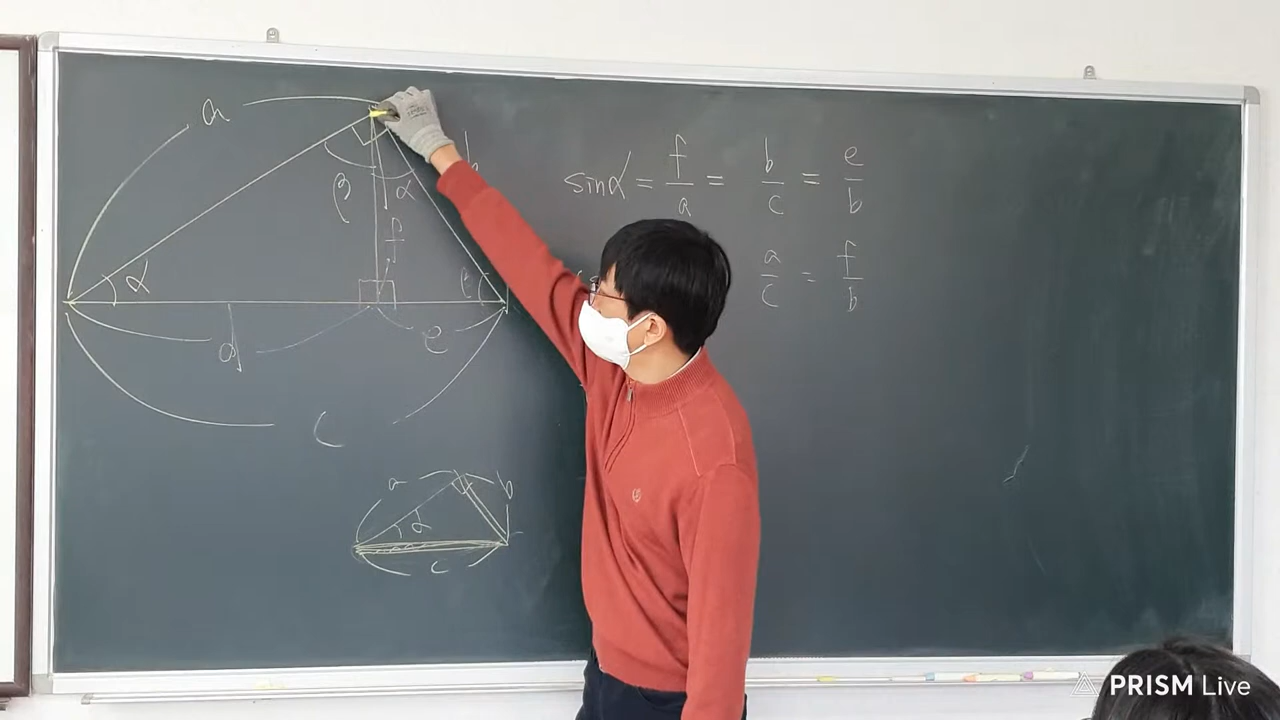 a
b
sinα = f/a = b/c = e/b
β α
f
a/c = f/b
α
d e
c
a b
α
c
PRISM Live